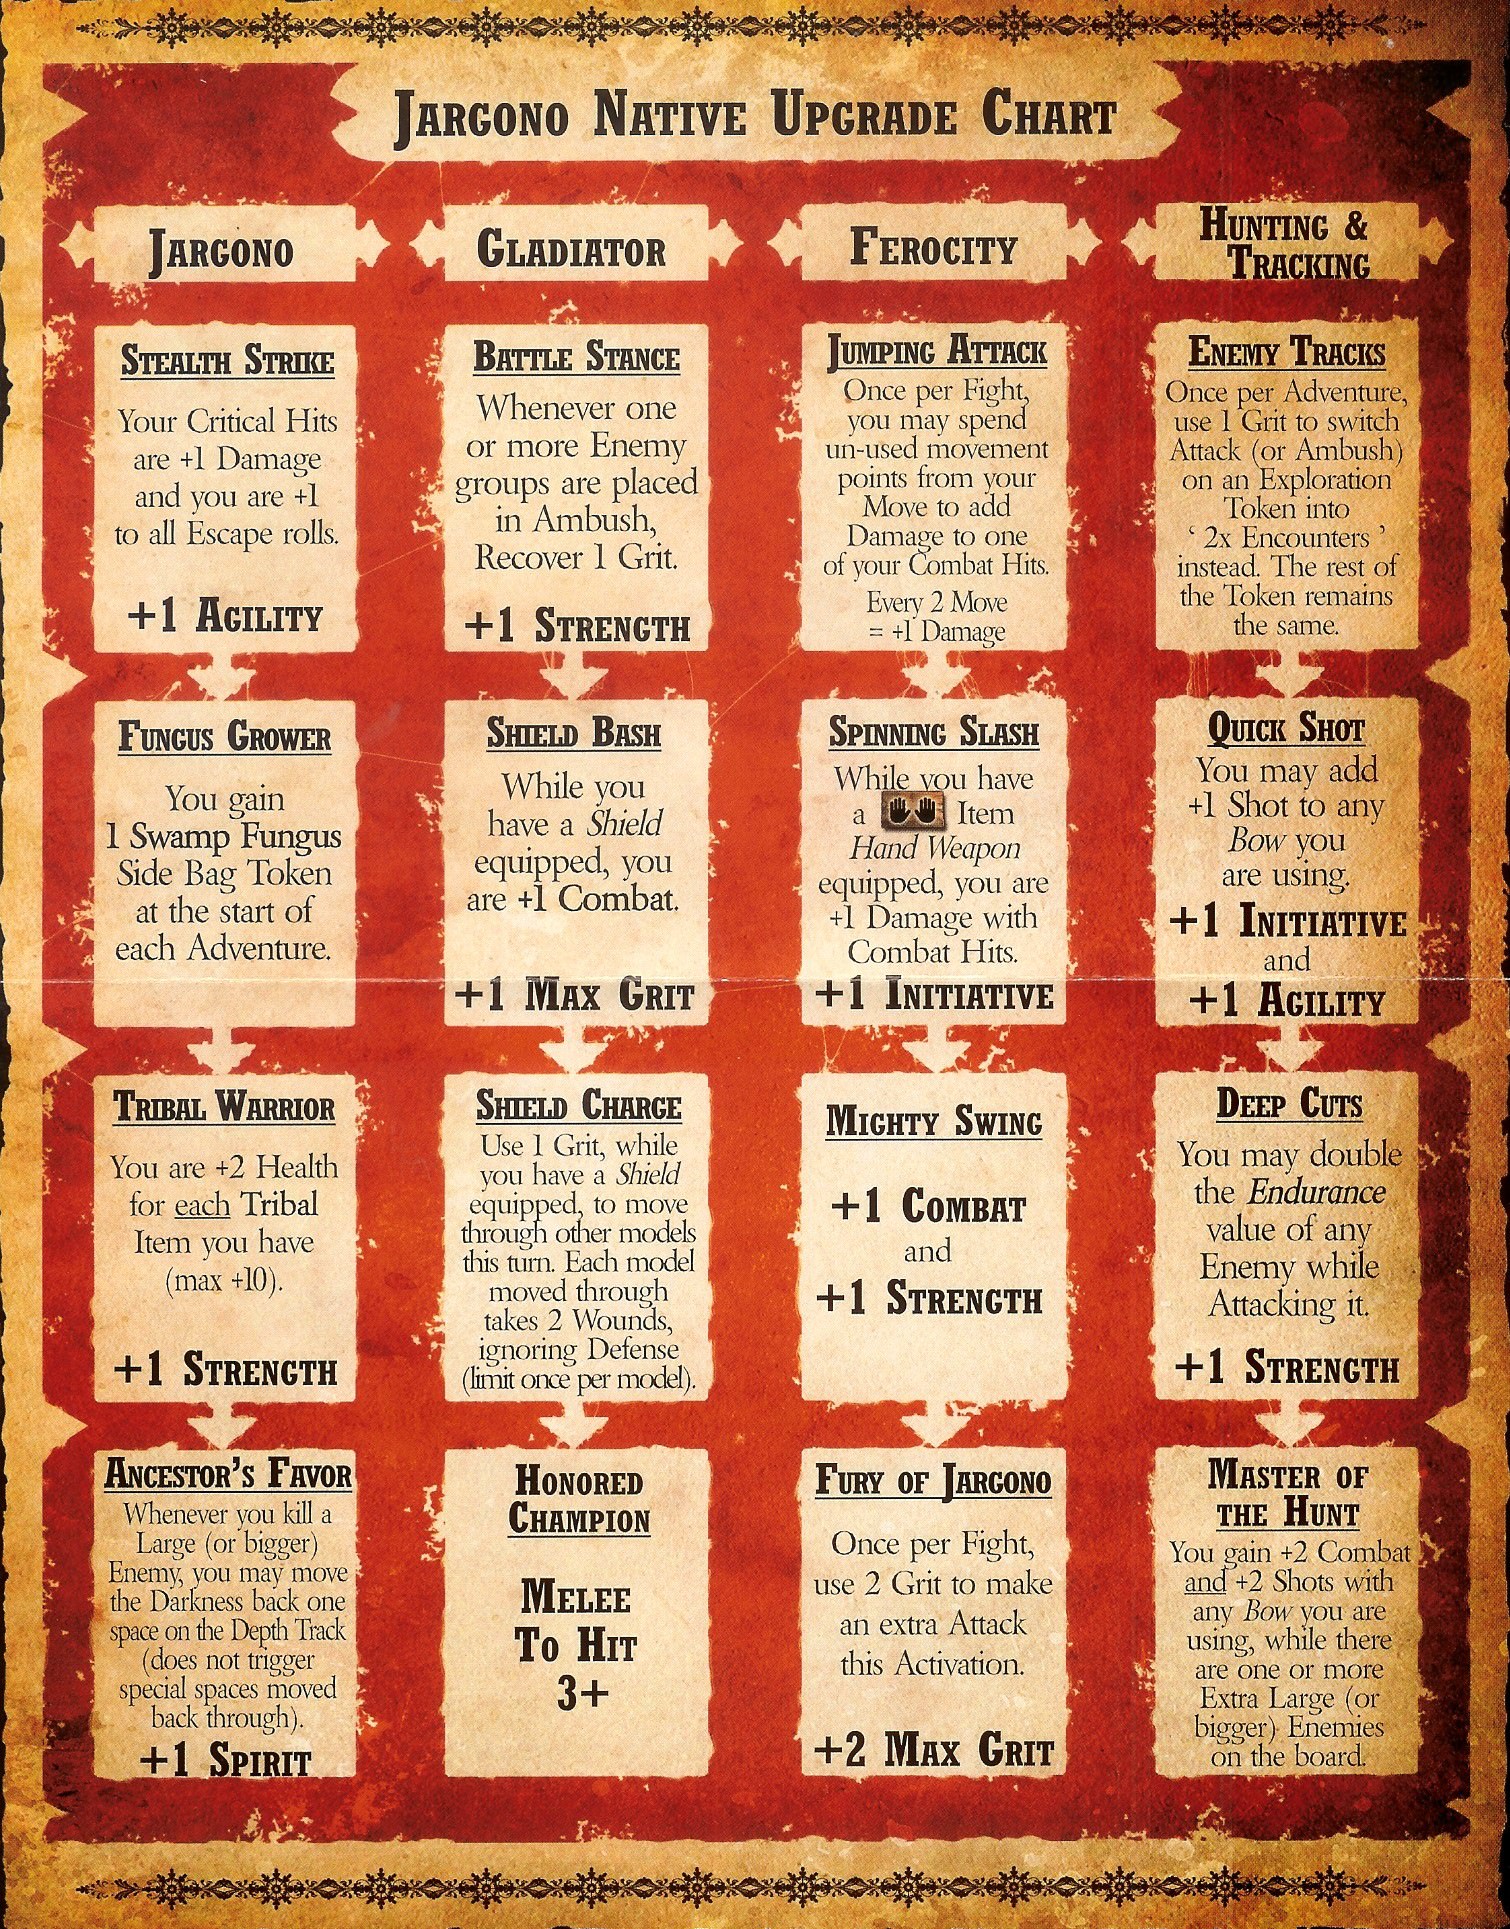 Jargono Native Upgrade Chart
Jargono
Stealth Strike
Your Critical Hits
are +1 Damage
and you are +1
to all Escape rolls.
+1 Agility
Fungus Grower
You gain
1 Swamp Fungus
Side Bag Token
at the start of
each Adventure.
Tribal Warrior
You are +2 Health
for each Tribal
Item you have
(max +10).
+1 Strength
Ancestor's Favor
Whenever you kill a
Large (or bigger)
Enemy, you may move
the Darkness back one
space on the Depth Track
(does not trigger
special spaces moved
back through).
+1 Spirit
Gladiator
Battle Stance
Whenever one
or more Enemy
groups are placed
in Ambush,
Recover 1 Grit.
+1 Strength
Shield Bash
While you
have a Shield
equipped, you
are +1 Combat.
+1 Max Grit
Shield Charge
Use 1 Grit, while
you have a Shield
equipped, to move
through other models
this turn. Each model
moved through
takes 2 Wounds,
ignoring Defense
(limit once per model).
Honored
Champion
Melee
To Hit
3+
Ferocity
Jumping Attack
Once per Fight,
you may spend
un-used movement
points from your
Move to add
Damage to one
of your Combat Hits.
Every 2 Move
= +1 Damage
Spinning Slash
While you have
a Item
Hand Weapon
equipped, you are
+1 Damage with
Combat Hits.
+1 Initiative
Mighty Swing
+1 Combat
and
+1 Strength
Fury of Jargono
Once per Fight,
use 2 Grit to make
an extra Attack
this Activation.
+2 Max Grit
Hunting &
Tracking
Enemy Tracks
Once per Adventure,
use 1 Grit to switch
Attack (or Ambush)
on an Exploration
Token into
‘ 2x Encounters ’
instead. The rest of
the Token remains
the same.
Quick Shot
You may add
+1 Shot to any
Bow you
are using.
+1 Initiative
and
+1 Agility
Deep Cuts
You may double
the Endurance
value of any
Enemy while
Attacking it.
+1 Strength
Master of
the Hunt
You gain +2 Combat
and +2 Shots with
any Bow you are
using, while there
are one or more
Extra Large (or
bigger) Enemies
on the board.